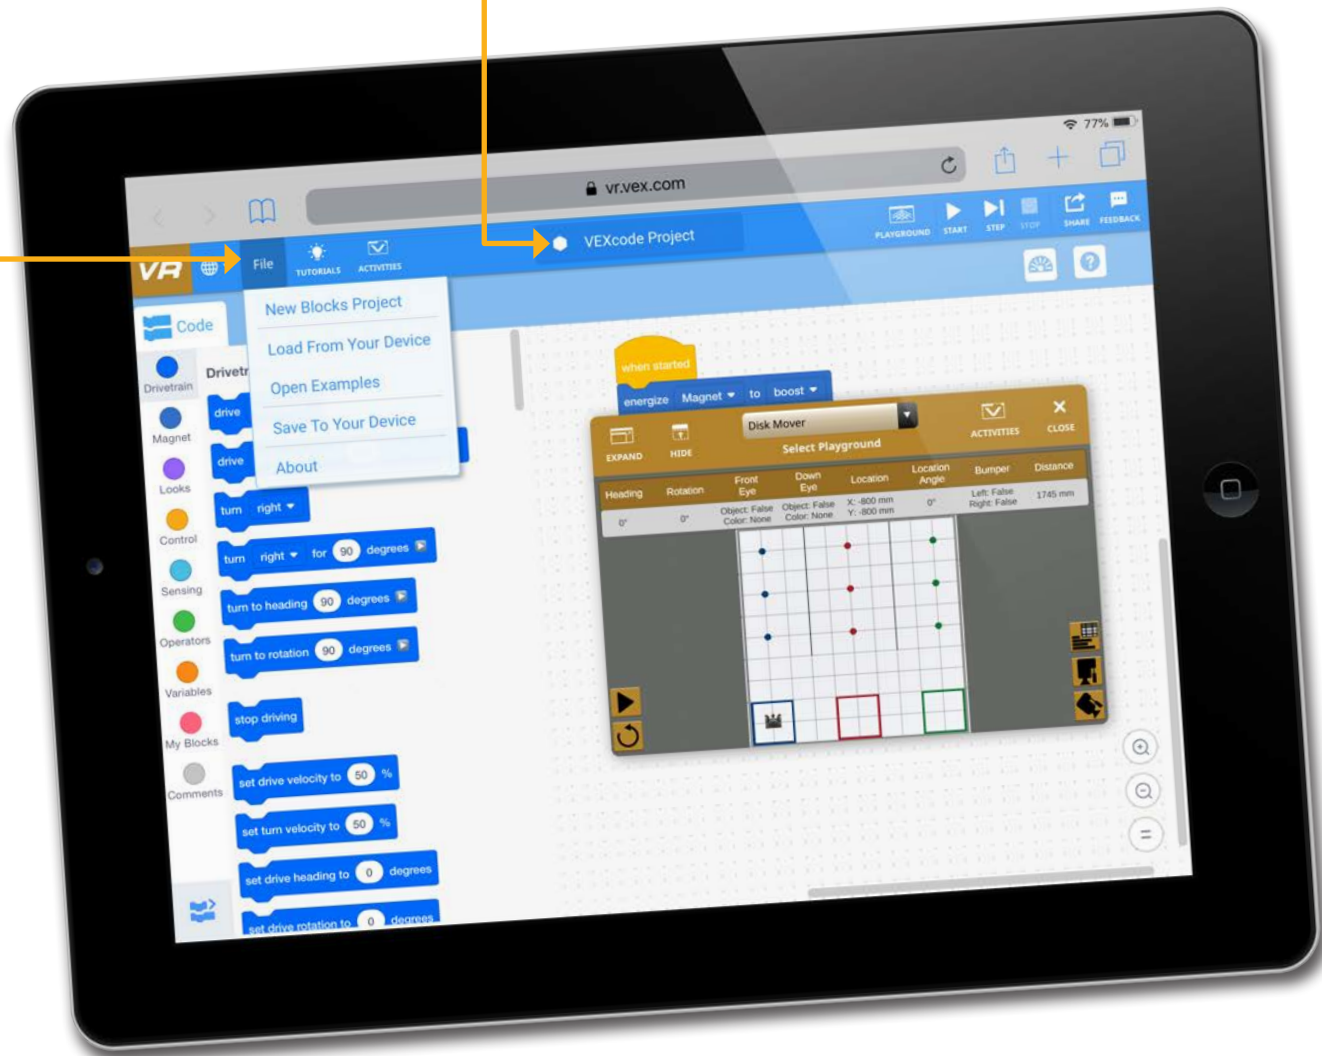 77%
vr.vex.com
VR
File
TUTORIALS
ACTIVITIES
VEXcode Project
PLAYGROUND
START
STEP
STOP
SHARE
FEEDBACK
Code
New Blocks Project
Load From Your Device
Open Examples
Save To Your Device
About
Drivetrain
Magnet
Looks
Control
Sensing
Operators
Variables
My Blocks
Comments
Drivetr
drive
drive
turn right
turn right for 90 degrees
turn to heading 90 degrees
turn to rotation 90 degrees
stop driving
set drive velocity to 50 %
set turn velocity to 50 %
set drive heading to 0 degrees
set drive rotation to 0 degrees
when started
energize Magnet to boost
EXPAND
HIDE
Disk Mover
Select Playground
ACTIVITIES
CLOSE
Heading Rotation Front Eye Down Eye Location Location Angle Bumper Distance
0° 0° Object: False Object: False X: -800 mm 0° Left: False 1745 mm
Color: None Color: None Y: -800 mm Right: False